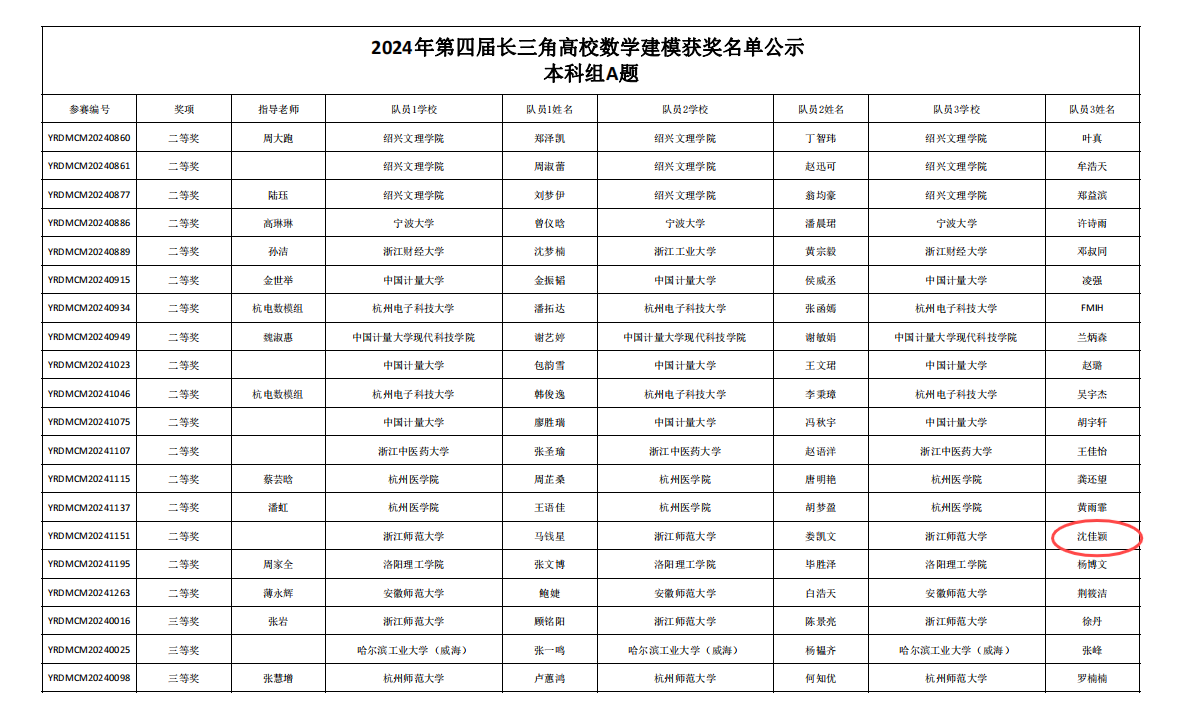 2024年第四届长三角高校数学建模获奖名单公示
本科组A题
参赛编号 奖项 指导老师 队员1学校 队员1姓名 队员2学校 队员2姓名 队员3学校 队员3姓名
YRDMCM20240860 二等奖 周大跑 绍兴文理学院 郑泽凯 绍兴文理学院 丁智玮 绍兴文理学院 叶真
YRDMCM20240861 二等奖 绍兴文理学院 周淑蕾 绍兴文理学院 赵迅可 绍兴文理学院 牟浩天
YRDMCM20240877 二等奖 陆珏 绍兴文理学院 刘梦伊 绍兴文理学院 翁均豪 绍兴文理学院 郑益滨
YRDMCM20240886 二等奖 高琳琳 宁波大学 曾仪晗 宁波大学 潘晨珺 宁波大学 许诗雨
YRDMCM20240889 二等奖 孙洁 浙江财经大学 沈梦楠 浙江工业大学 黄宗毅 浙江财经大学 邓叔同
YRDMCM20240915 二等奖 金世举 中国计量大学 金振韬 中国计量大学 侯威丞 中国计量大学 凌强
YRDMCM20240934 二等奖 杭电数模组 杭州电子科技大学 潘拓达 杭州电子科技大学 张函嫣 杭州电子科技大学 FMIH
YRDMCM20240949 二等奖 魏淑惠 中国计量大学现代科技学院 谢艺婷 中国计量大学现代科技学院 谢敏娟 中国计量大学现代科技学院 兰炳森
YRDMCM20241023 二等奖 中国计量大学 包韵雪 中国计量大学 王文珺 中国计量大学 赵璐
YRDMCM20241046 二等奖 杭电数模组 杭州电子科技大学 韩俊逸 杭州电子科技大学 李秉璋 杭州电子科技大学 吴宇杰
YRDMCM20241075 二等奖 中国计量大学 廖胜瑞 中国计量大学 冯秋宇 中国计量大学 胡宇轩
YRDMCM20241107 二等奖 浙江中医药大学 张圣瑜 浙江中医药大学 赵语洋 浙江中医药大学 王佳怡
YRDMCM20241115 二等奖 蔡芸晗 杭州医学院 周芷桑 杭州医学院 唐明艳 杭州医学院 龚还望
YRDMCM20241137 二等奖 潘虹 杭州医学院 王语佳 杭州医学院 胡梦盈 杭州医学院 黄雨霏
YRDMCM20241151 二等奖 浙江师范大学 马钱星 浙江师范大学 娄凯文 浙江师范大学 沈佳颖
YRDMCM20241195 二等奖 周家全 洛阳理工学院 张文博 洛阳理工学院 毕胜泽 洛阳理工学院 杨博文
YRDMCM20241263 二等奖 薄永辉 安徽师范大学 鲍婕 安徽师范大学 白浩天 安徽师范大学 荆筱洁
YRDMCM20240016 三等奖 张岩 浙江师范大学 顾铭阳 浙江师范大学 陈景亮 浙江师范大学 徐丹
YRDMCM20240025 三等奖 哈尔滨工业大学（威海） 张一鸣 哈尔滨工业大学（威海） 杨韫齐 哈尔滨工业大学（威海） 张峰
YRDMCM20240098 三等奖 张慧增 杭州师范大学 卢蕙鸿 杭州师范大学 何知优 杭州师范大学 罗楠楠